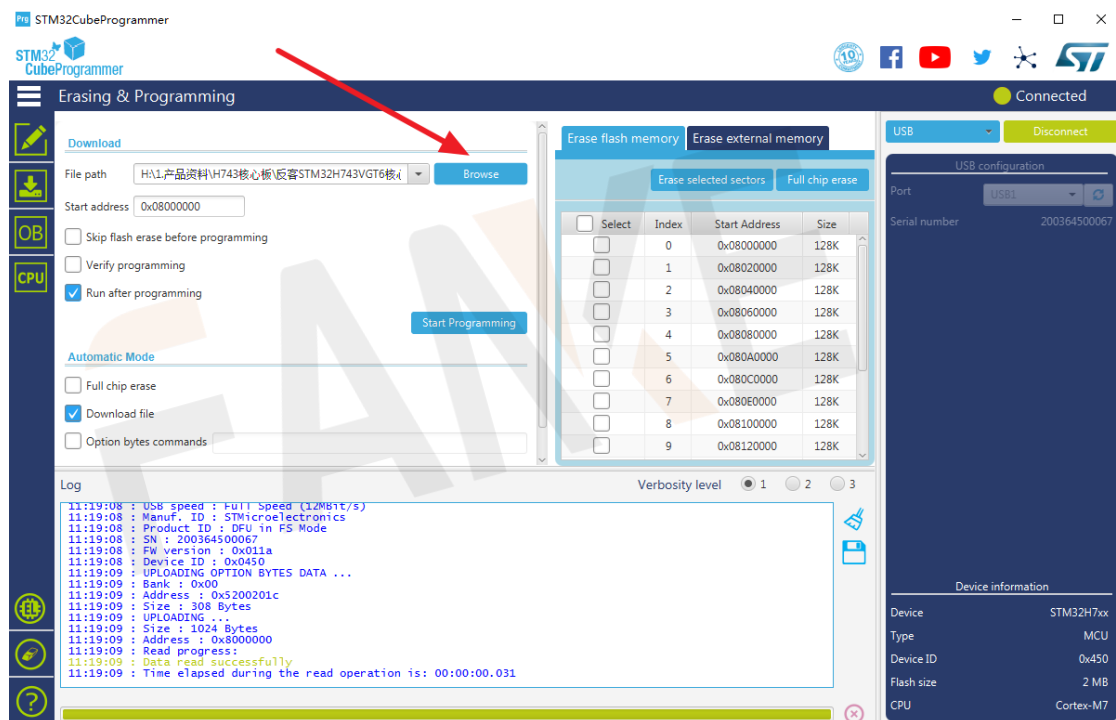 Prg STM32CubeProgrammer
STM32
CubeProgrammer
10
Erasing & Programming
Connected
Download
File path H:\1.产品资料\H743核心板\反客STM32H743VGT6核心 Browse
Start address 0x08000000
Skip flash erase before programming
Verify programming
Run after programming
Start Programming
Automatic Mode
Full chip erase
Download file
Option bytes commands
OB
CPU
Erase flash memory Erase external memory
Erase selected sectors Full chip erase
Select Index Start Address Size
0 0x08000000 128K
1 0x08020000 128K
2 0x08040000 128K
3 0x08060000 128K
4 0x08080000 128K
5 0x080A0000 128K
6 0x080C0000 128K
7 0x080E0000 128K
8 0x08100000 128K
9 0x08120000 128K
USB Disconnect
USB configuration
Port USB1
Serial number 200364500067
Log Verbosity level 1 2 3
11:19:08 : USB speed : Full Speed (12MBit/s)
11:19:08 : Manuf. ID : STMicroelectronics
11:19:08 : Product ID : DFU in FS Mode
11:19:08 : SN : 200364500067
11:19:08 : FW version : 0x011a
11:19:08 : Device ID : 0x0450
11:19:09 : UPLOADING OPTION BYTES DATA ...
11:19:09 : Bank : 0x00
11:19:09 : Address : 0x5200201c
11:19:09 : Size : 308 Bytes
11:19:09 : UPLOADING ...
11:19:09 : Size : 1024 Bytes
11:19:09 : Address : 0x8000000
11:19:09 : Read progress:
11:19:09 : Data read successfully
11:19:09 : Time elapsed during the read operation is: 00:00:00.031
Device information
Device STM32H7xx
Type MCU
Device ID 0x450
Flash size 2 MB
CPU Cortex-M7
FANKE